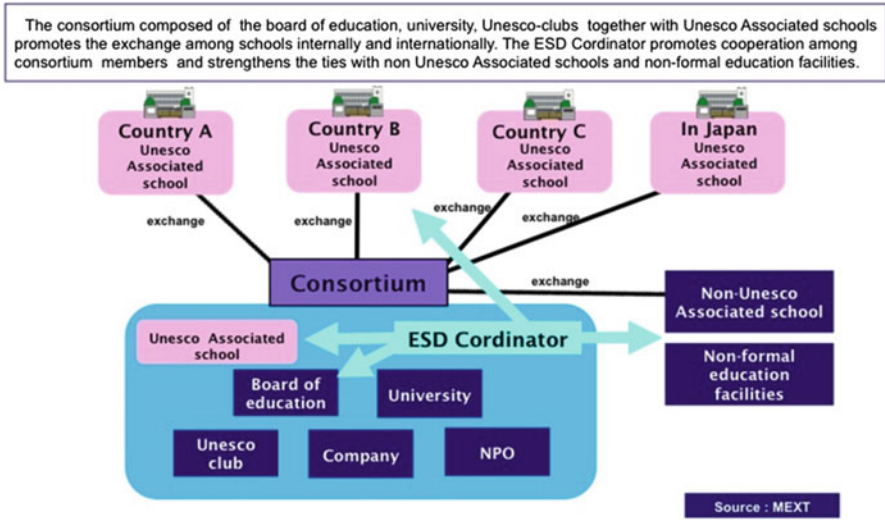 The consortium composed of the board of education, university, Unesco-clubs together with Unesco Associated schools
promotes the exchange among schools internally and internationally. The ESD Cordinator promotes cooperation among
consortium members and strengthens the ties with non Unesco Associated schools and non-formal education facilities.
Country A
Unesco
Associated
school
Country B
Unesco
Associated
school
Country C
Unesco
Associated
school
In Japan
Unesco
Associated
school
exchange
exchange
exchange
exchange
Consortium
exchange
Non-Unesco
Associated school
Unesco Associated
school
ESD Cordinator
Non-formal
education
facilities
Board of
education
University
Unesco
club
Company
NPO
Source : MEXT